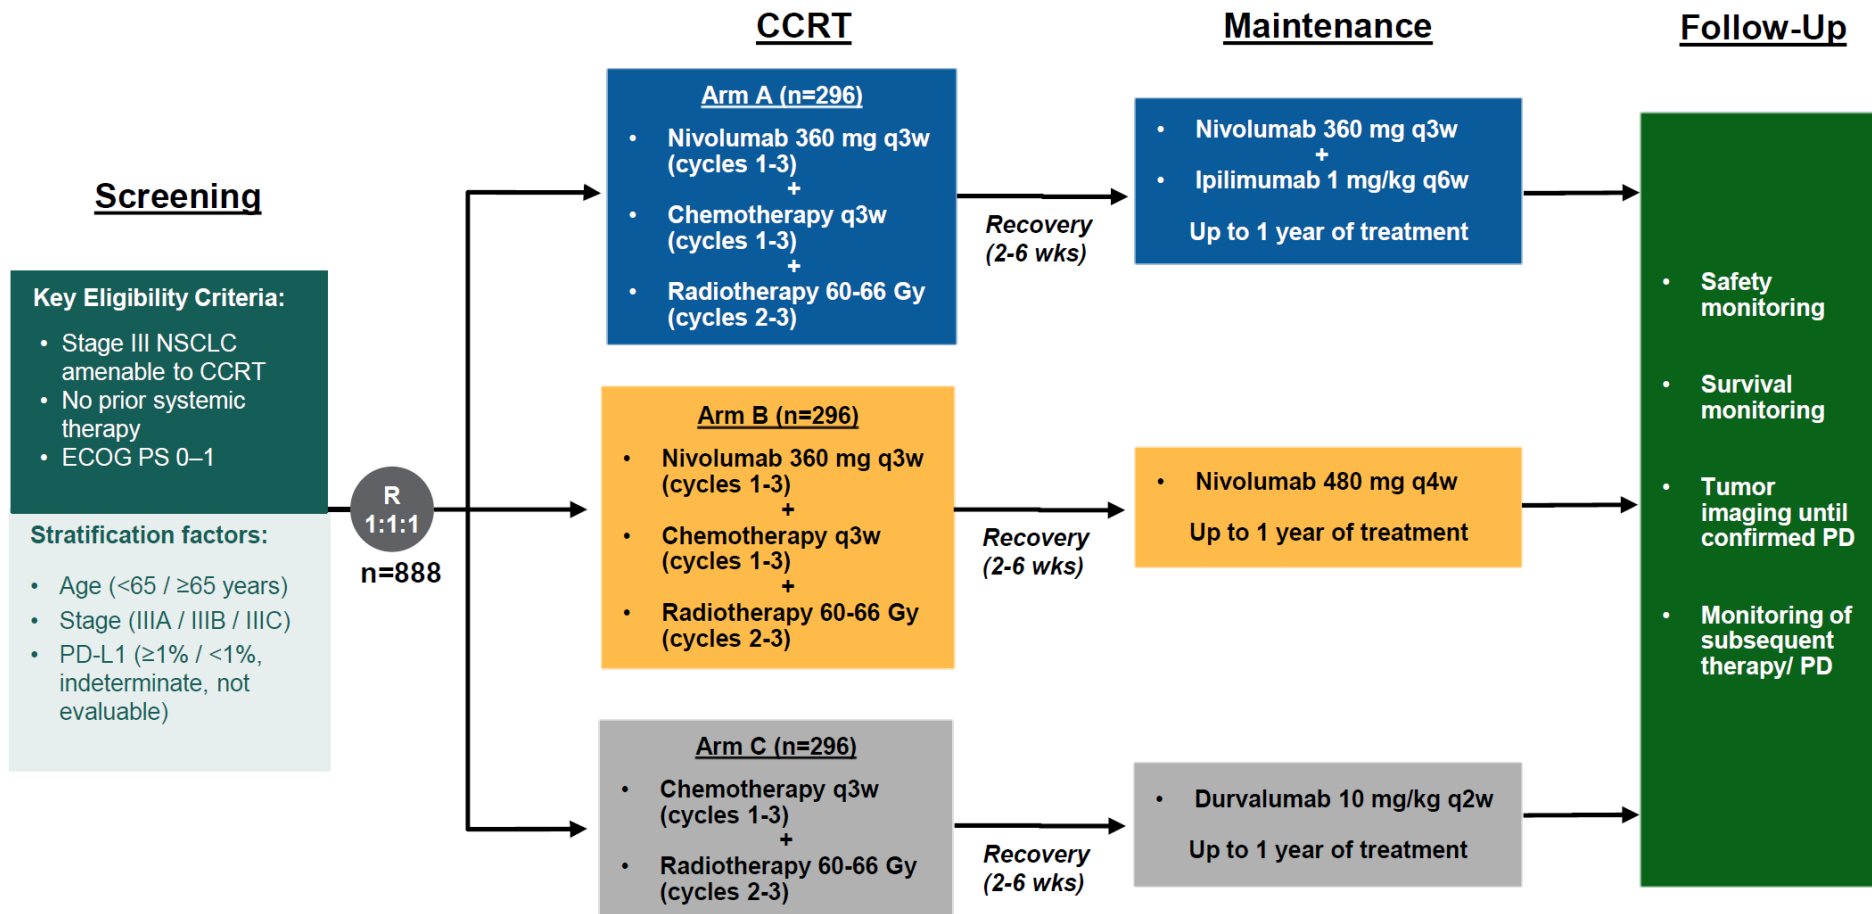 Screening
Key Eligibility Criteria:
• Stage III NSCLC
amenable to CCRT
• No prior systemic
therapy
• ECOG PS 0–1
Stratification factors:
• Age (<65 / ≥65 years)
• Stage (IIIA / IIIB / IIIC)
• PD-L1 (≥1% / <1%,
indeterminate, not
evaluable)
R
1:1:1
n=888
CCRT
Arm A (n=296)
• Nivolumab 360 mg q3w
(cycles 1-3)
+
• Chemotherapy q3w
(cycles 1-3)
+
• Radiotherapy 60-66 Gy
(cycles 2-3)
Arm B (n=296)
• Nivolumab 360 mg q3w
(cycles 1-3)
+
• Chemotherapy q3w
(cycles 1-3)
+
• Radiotherapy 60-66 Gy
(cycles 2-3)
Arm C (n=296)
• Chemotherapy q3w
(cycles 1-3)
+
• Radiotherapy 60-66 Gy
(cycles 2-3)
Recovery
(2-6 wks)
Recovery
(2-6 wks)
Recovery
(2-6 wks)
Maintenance
• Nivolumab 360 mg q3w
+
• Ipilimumab 1 mg/kg q6w
Up to 1 year of treatment
• Nivolumab 480 mg q4w
Up to 1 year of treatment
• Durvalumab 10 mg/kg q2w
Up to 1 year of treatment
Follow-Up
• Safety
monitoring
• Survival
monitoring
• Tumor
imaging until
confirmed PD
• Monitoring of
subsequent
therapy/ PD